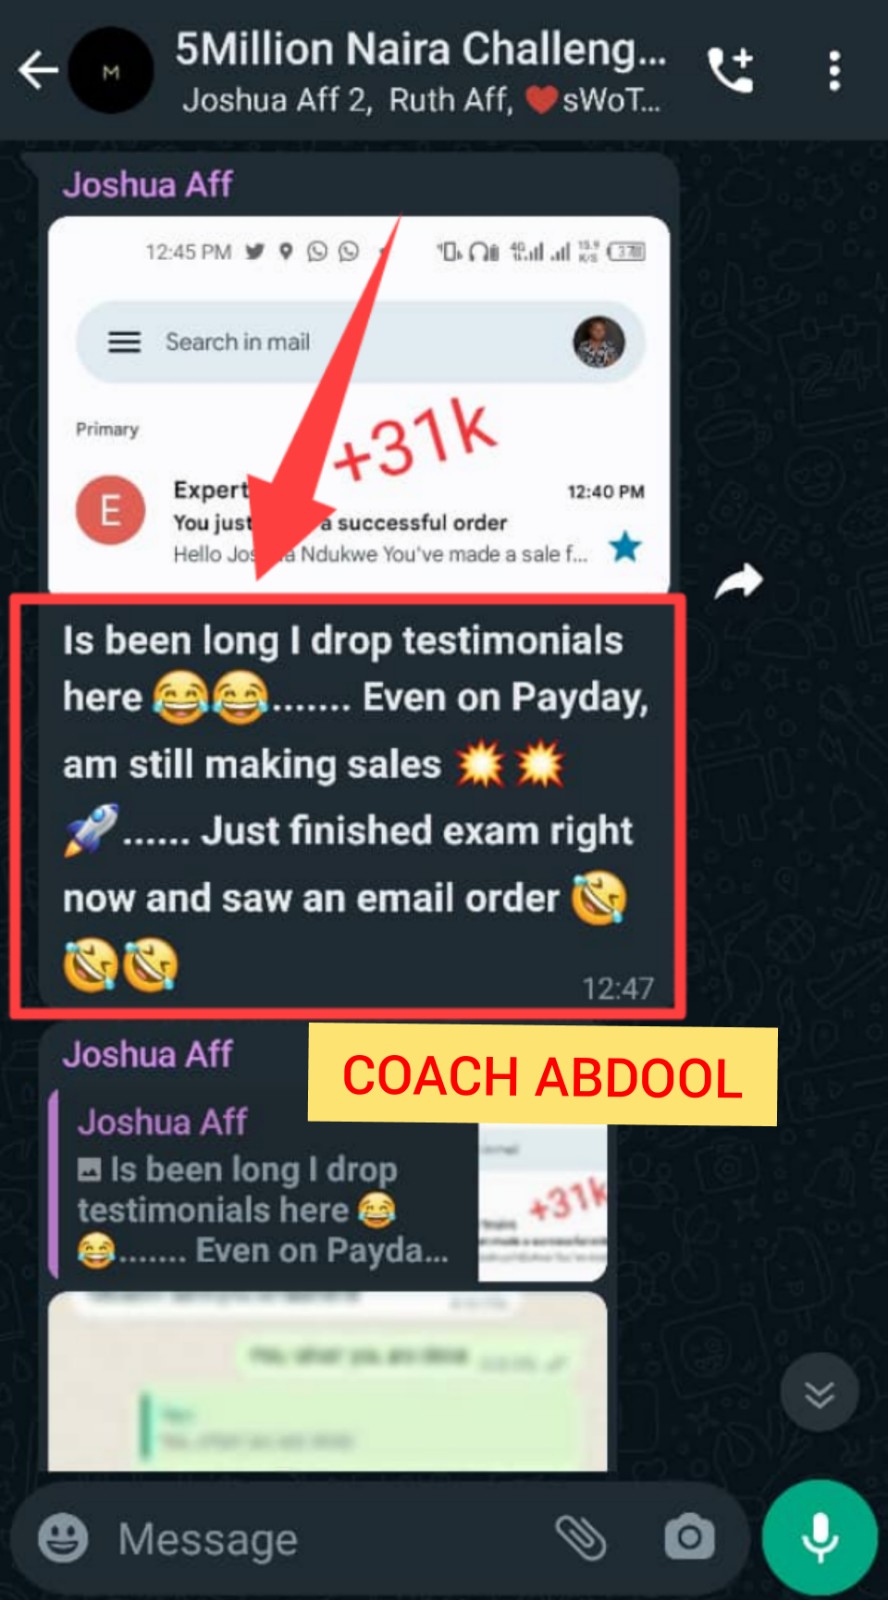 5Million Naira Challeng...
Joshua Aff 2, Ruth Aff, ❤️sWoT...
Joshua Aff
12:45 PM
Search in mail
Primary
+31k
Expert
12:40 PM
You just a successful order
Hello Ndukwe You've made a sale f...
Is been long I drop testimonials
here 😂😂....... Even on Payday,
am still making sales 💥💥
🚀...... Just finished exam right
now and saw an email order 🤣
🤣🤣
12:47
COACH ABDOOL
Joshua Aff
Joshua Aff
Is been long I drop
testimonials here 😂
😂....... Even on Payda...
+31k
Message